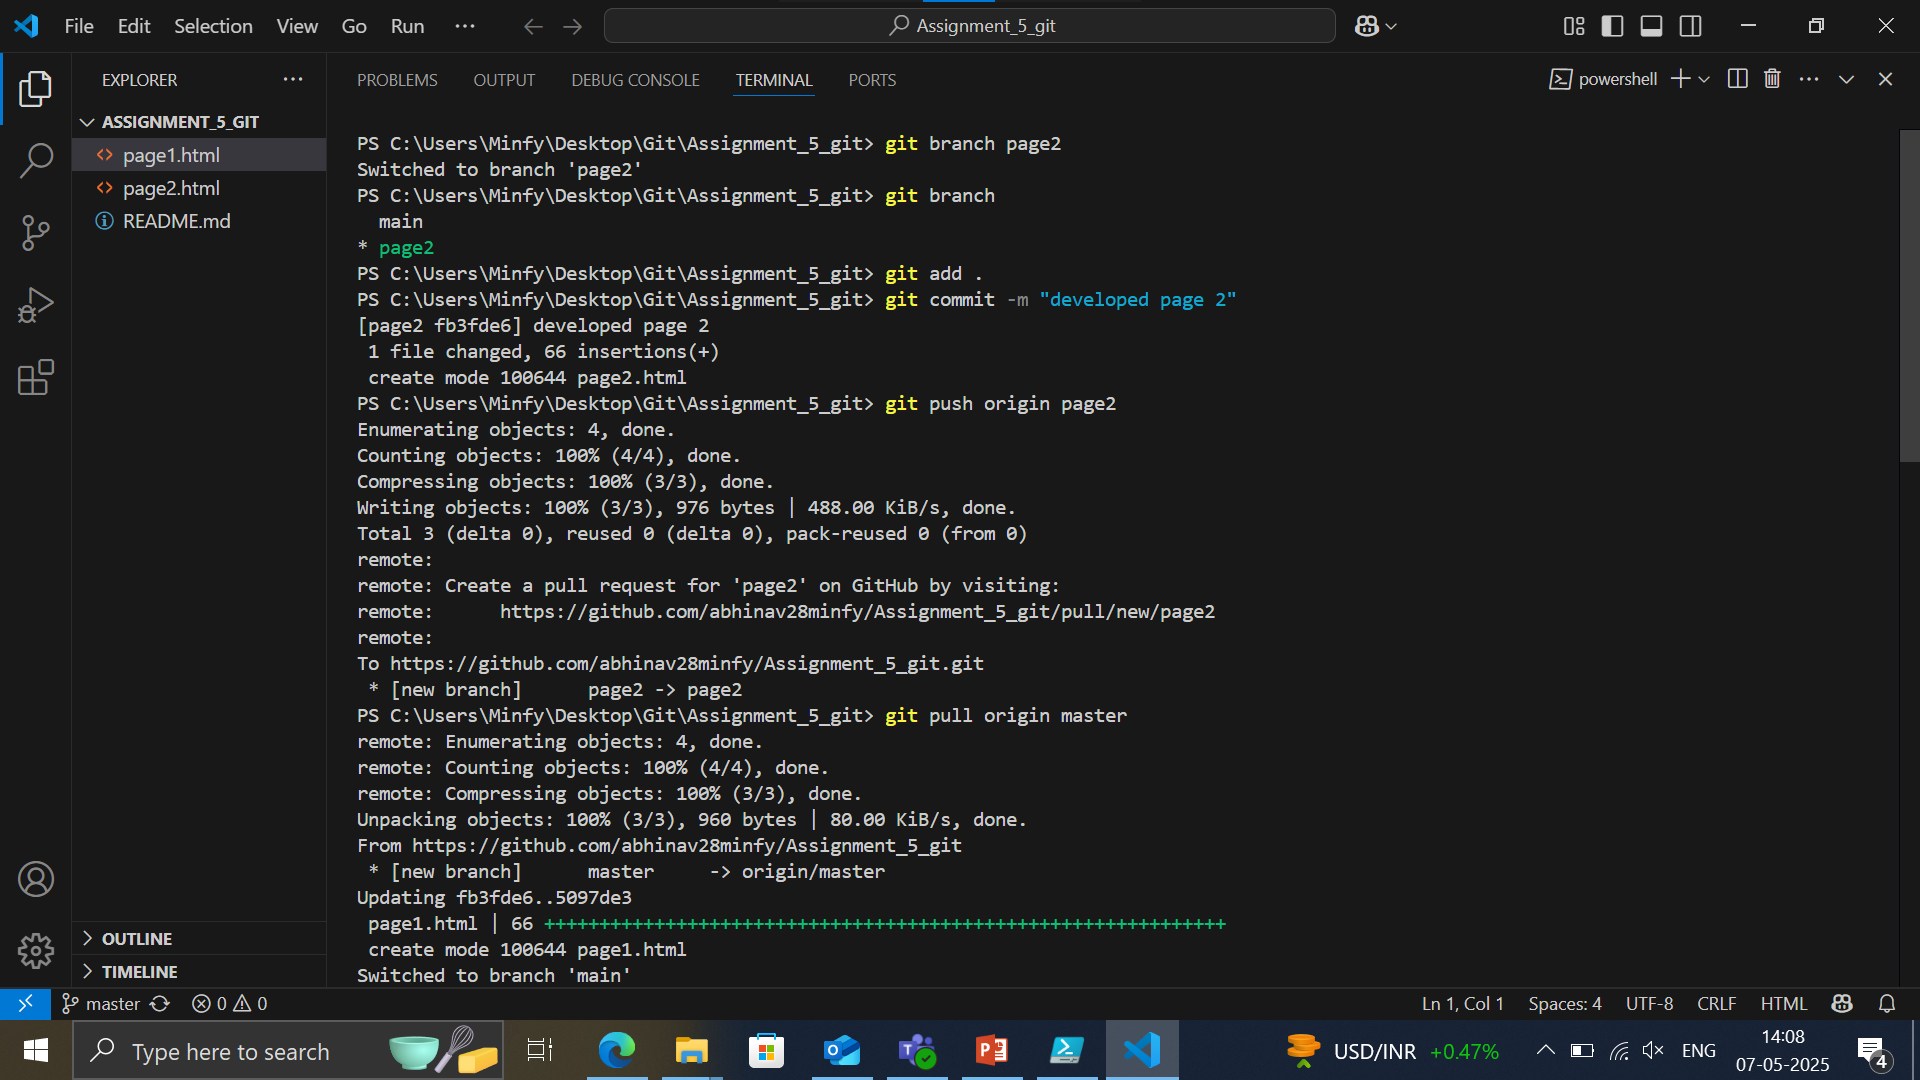 File Edit Selection View Go Run ···
Assignment_5_git
EXPLORER
ASSIGNMENT_5_GIT
<> page1.html
<> page2.html
README.md
OUTLINE
TIMELINE
PROBLEMS OUTPUT DEBUG CONSOLE TERMINAL PORTS
powershell
PS C:\Users\Minfy\Desktop\Git\Assignment_5_git> git branch page2
Switched to branch 'page2'
PS C:\Users\Minfy\Desktop\Git\Assignment_5_git> git branch
  main
* page2
PS C:\Users\Minfy\Desktop\Git\Assignment_5_git> git add .
PS C:\Users\Minfy\Desktop\Git\Assignment_5_git> git commit -m "developed page 2"
[page2 fb3fde6] developed page 2
 1 file changed, 66 insertions(+)
 create mode 100644 page2.html
PS C:\Users\Minfy\Desktop\Git\Assignment_5_git> git push origin page2
Enumerating objects: 4, done.
Counting objects: 100% (4/4), done.
Compressing objects: 100% (3/3), done.
Writing objects: 100% (3/3), 976 bytes | 488.00 KiB/s, done.
Total 3 (delta 0), reused 0 (delta 0), pack-reused 0 (from 0)
remote:
remote: Create a pull request for 'page2' on GitHub by visiting:
remote:      https://github.com/abhinav28minfy/Assignment_5_git/pull/new/page2
remote:
To https://github.com/abhinav28minfy/Assignment_5_git.git
 * [new branch]      page2 -> page2
PS C:\Users\Minfy\Desktop\Git\Assignment_5_git> git pull origin master
remote: Enumerating objects: 4, done.
remote: Counting objects: 100% (4/4), done.
remote: Compressing objects: 100% (3/3), done.
Unpacking objects: 100% (3/3), 960 bytes | 80.00 KiB/s, done.
From https://github.com/abhinav28minfy/Assignment_5_git
 * [new branch]      master     -> origin/master
Updating fb3fde6..5097de3
 page1.html | 66 ++++++++++++++++++++++++++++++++++++++++++++++++++++++++++++++
 create mode 100644 page1.html
Switched to branch 'main'
master 0 0 Ln 1, Col 1 Spaces: 4 UTF-8 CRLF HTML
Type here to search
USD/INR +0.47% ENG
14:08
07-05-2025
4